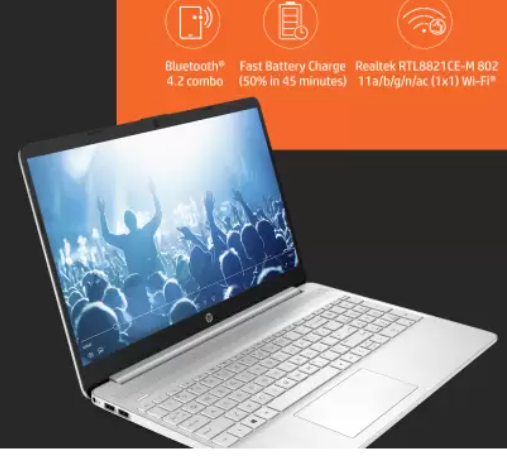 Bluetooth®
4.2 combo
Fast Battery Charge
(50% in 45 minutes)
Realtek RTL8821CE-M 802
11a/b/g/n/ac (1x1) Wi-Fi®
hp